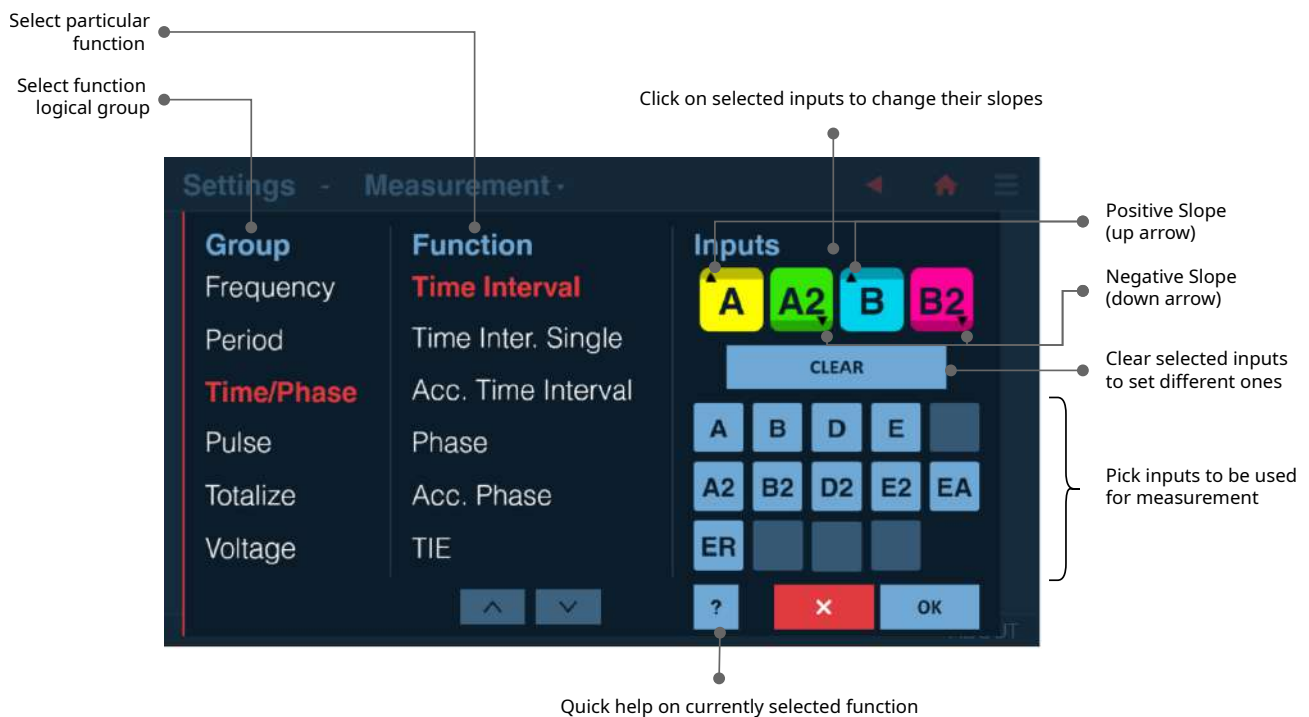 Select particular
function
Select function
logical group
Click on selected inputs to change their slopes
Settings - Measurement
Group
Frequency
Period
Time/Phase
Pulse
Totalize
Voltage
Function
Time Interval
Time Inter. Single
Acc. Time Interval
Phase
Acc. Phase
TIE
Inputs
A A2 B B2
CLEAR
A B D E
A2 B2 D2 E2 EA
ER
? × OK
Positive Slope
(up arrow)
Negative Slope
(down arrow)
Clear selected inputs
to set different ones
Pick inputs to be used
for measurement
ABOUT
Quick help on currently selected function